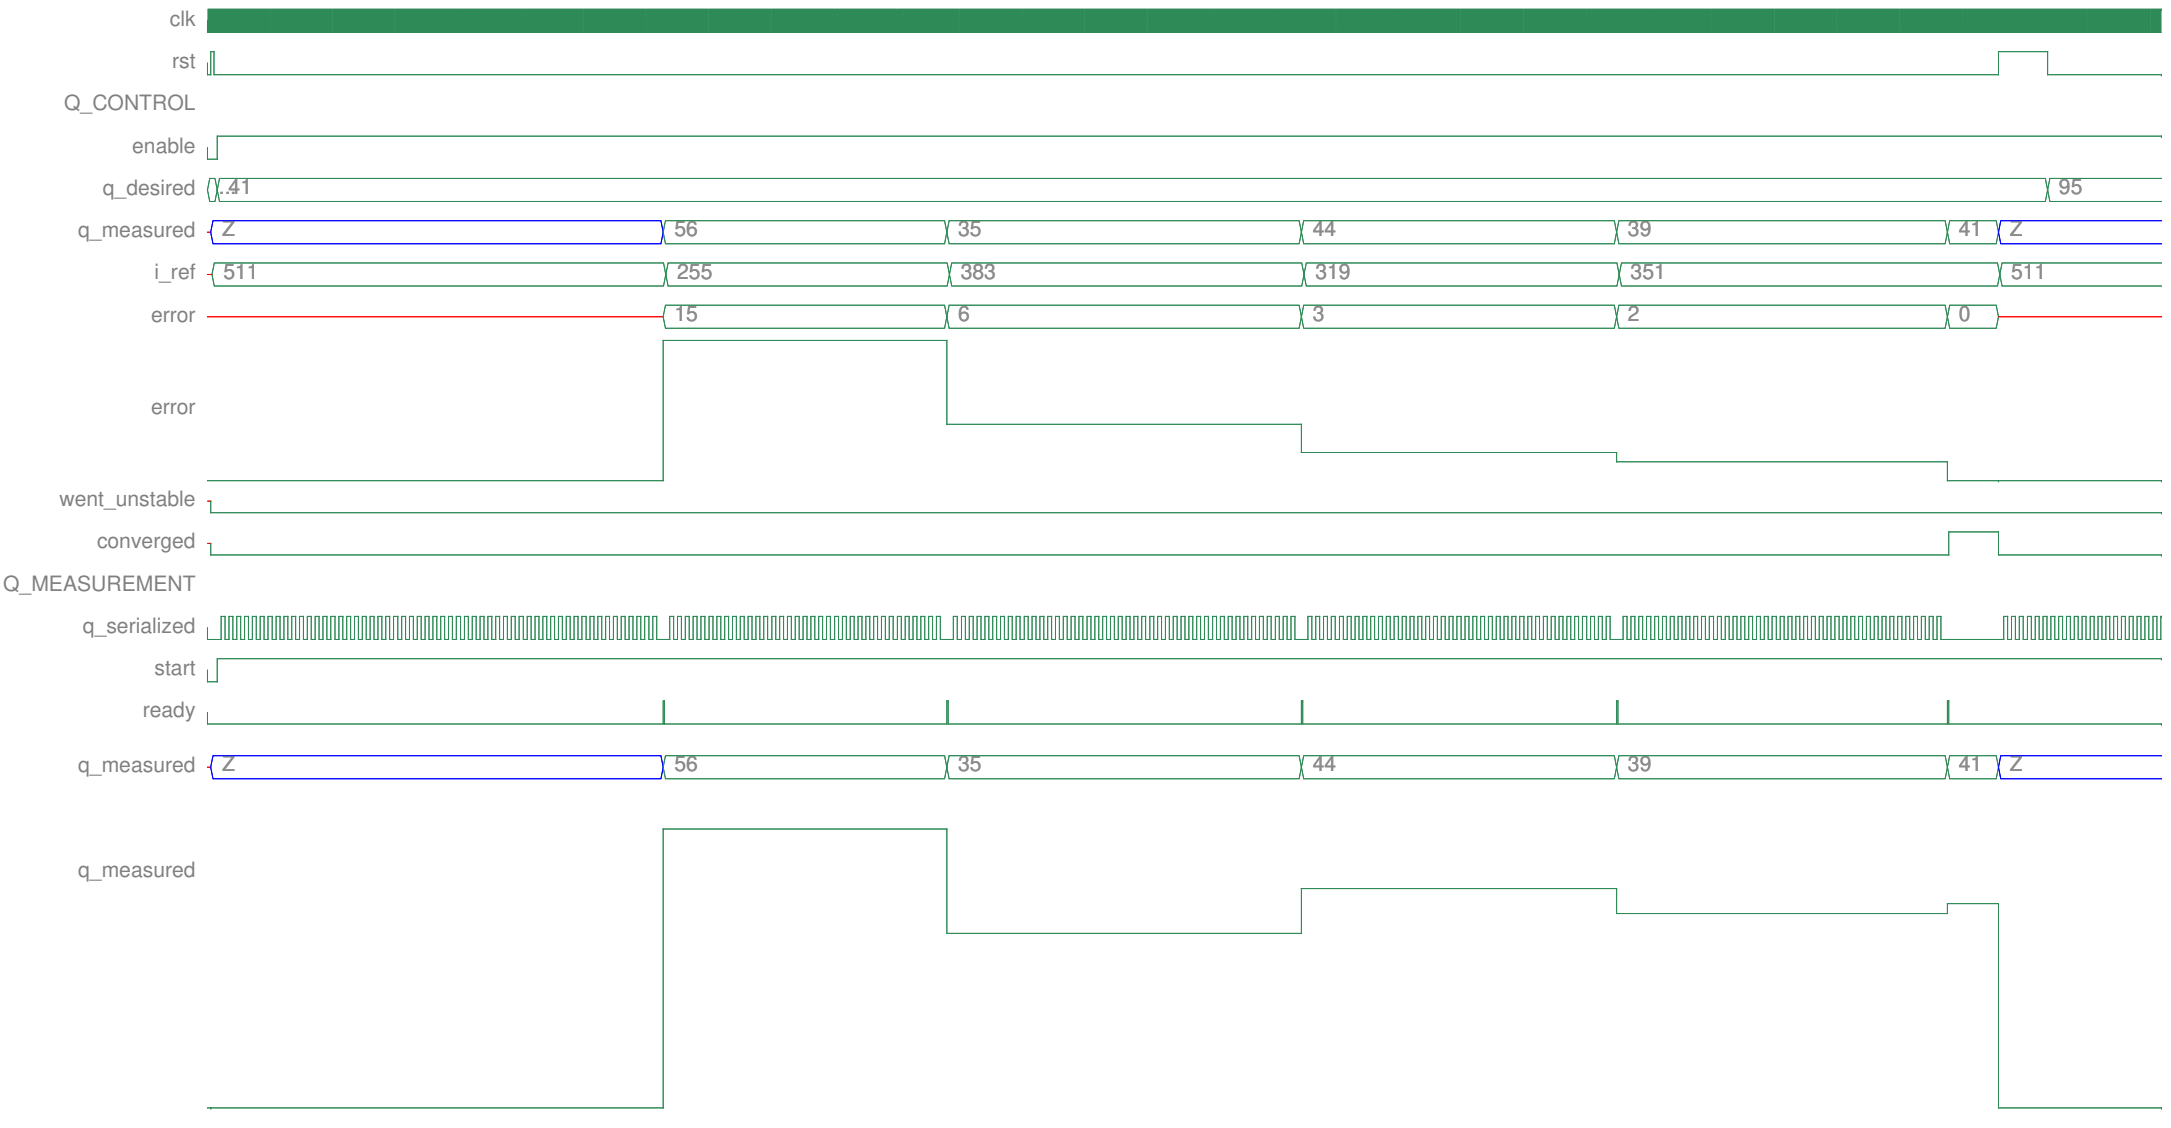 clk
rst
Q_CONTROL
enable
q_desired ... 41 95
q_measured Z 56 35 44 39 41 Z
i_ref 511 255 383 319 351 511
error 15 6 3 2 0
error
went_unstable
converged
Q_MEASUREMENT
q_serialized
start
ready
q_measured Z 56 35 44 39 41 Z
q_measured